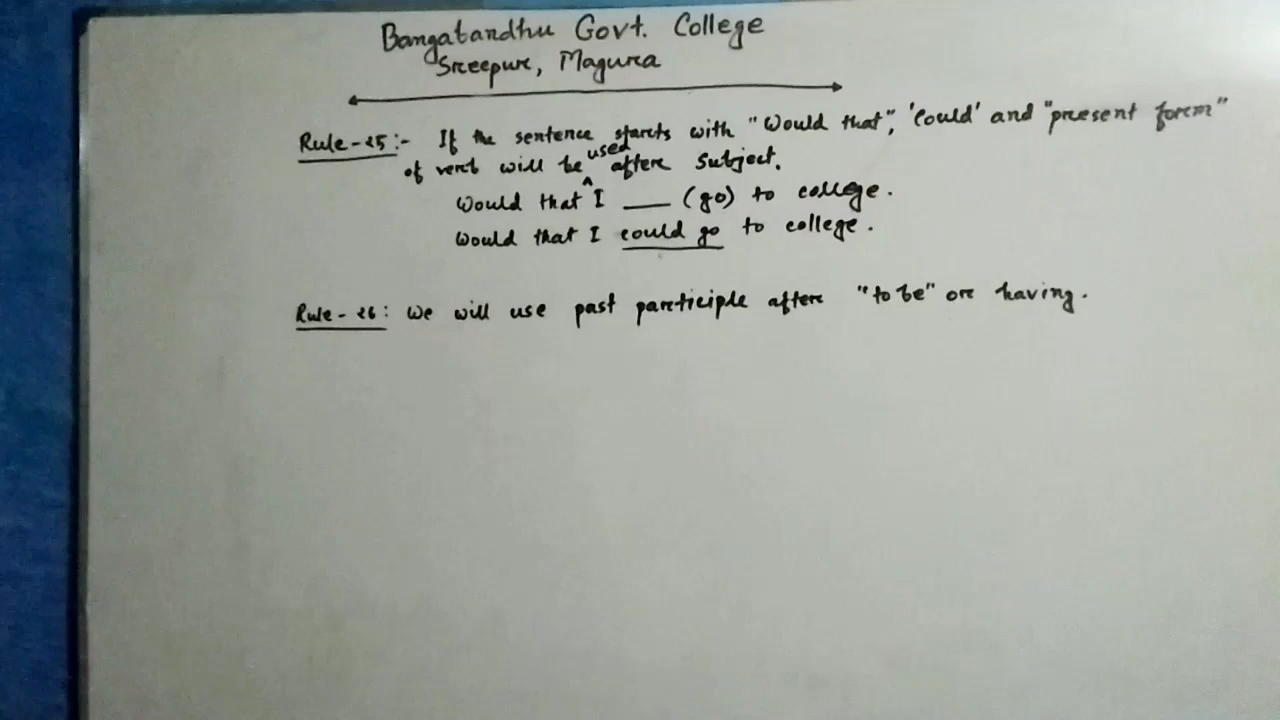 Bangabandhu Govt. College
Sreepur, Magura
Rule-25:- If the sentence starts with "Would that", 'Could' and "present form"
of verb will be used after subject.
Would that I ___ (go) to college.
Would that I could go to college.
Rule-26: We will use past participle after "to be" or having.